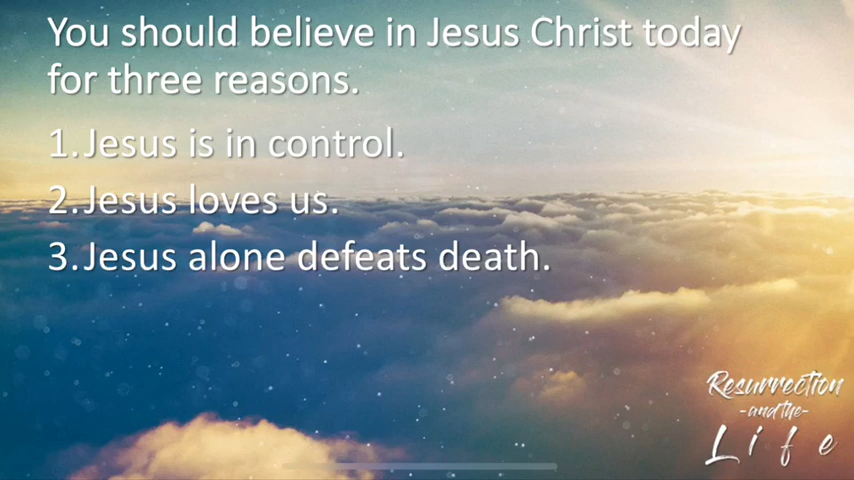 You should believe in Jesus Christ today
for three reasons.
1. Jesus is in control.
2. Jesus loves us.
3. Jesus alone defeats death.
Resurrection
-and the-
Life